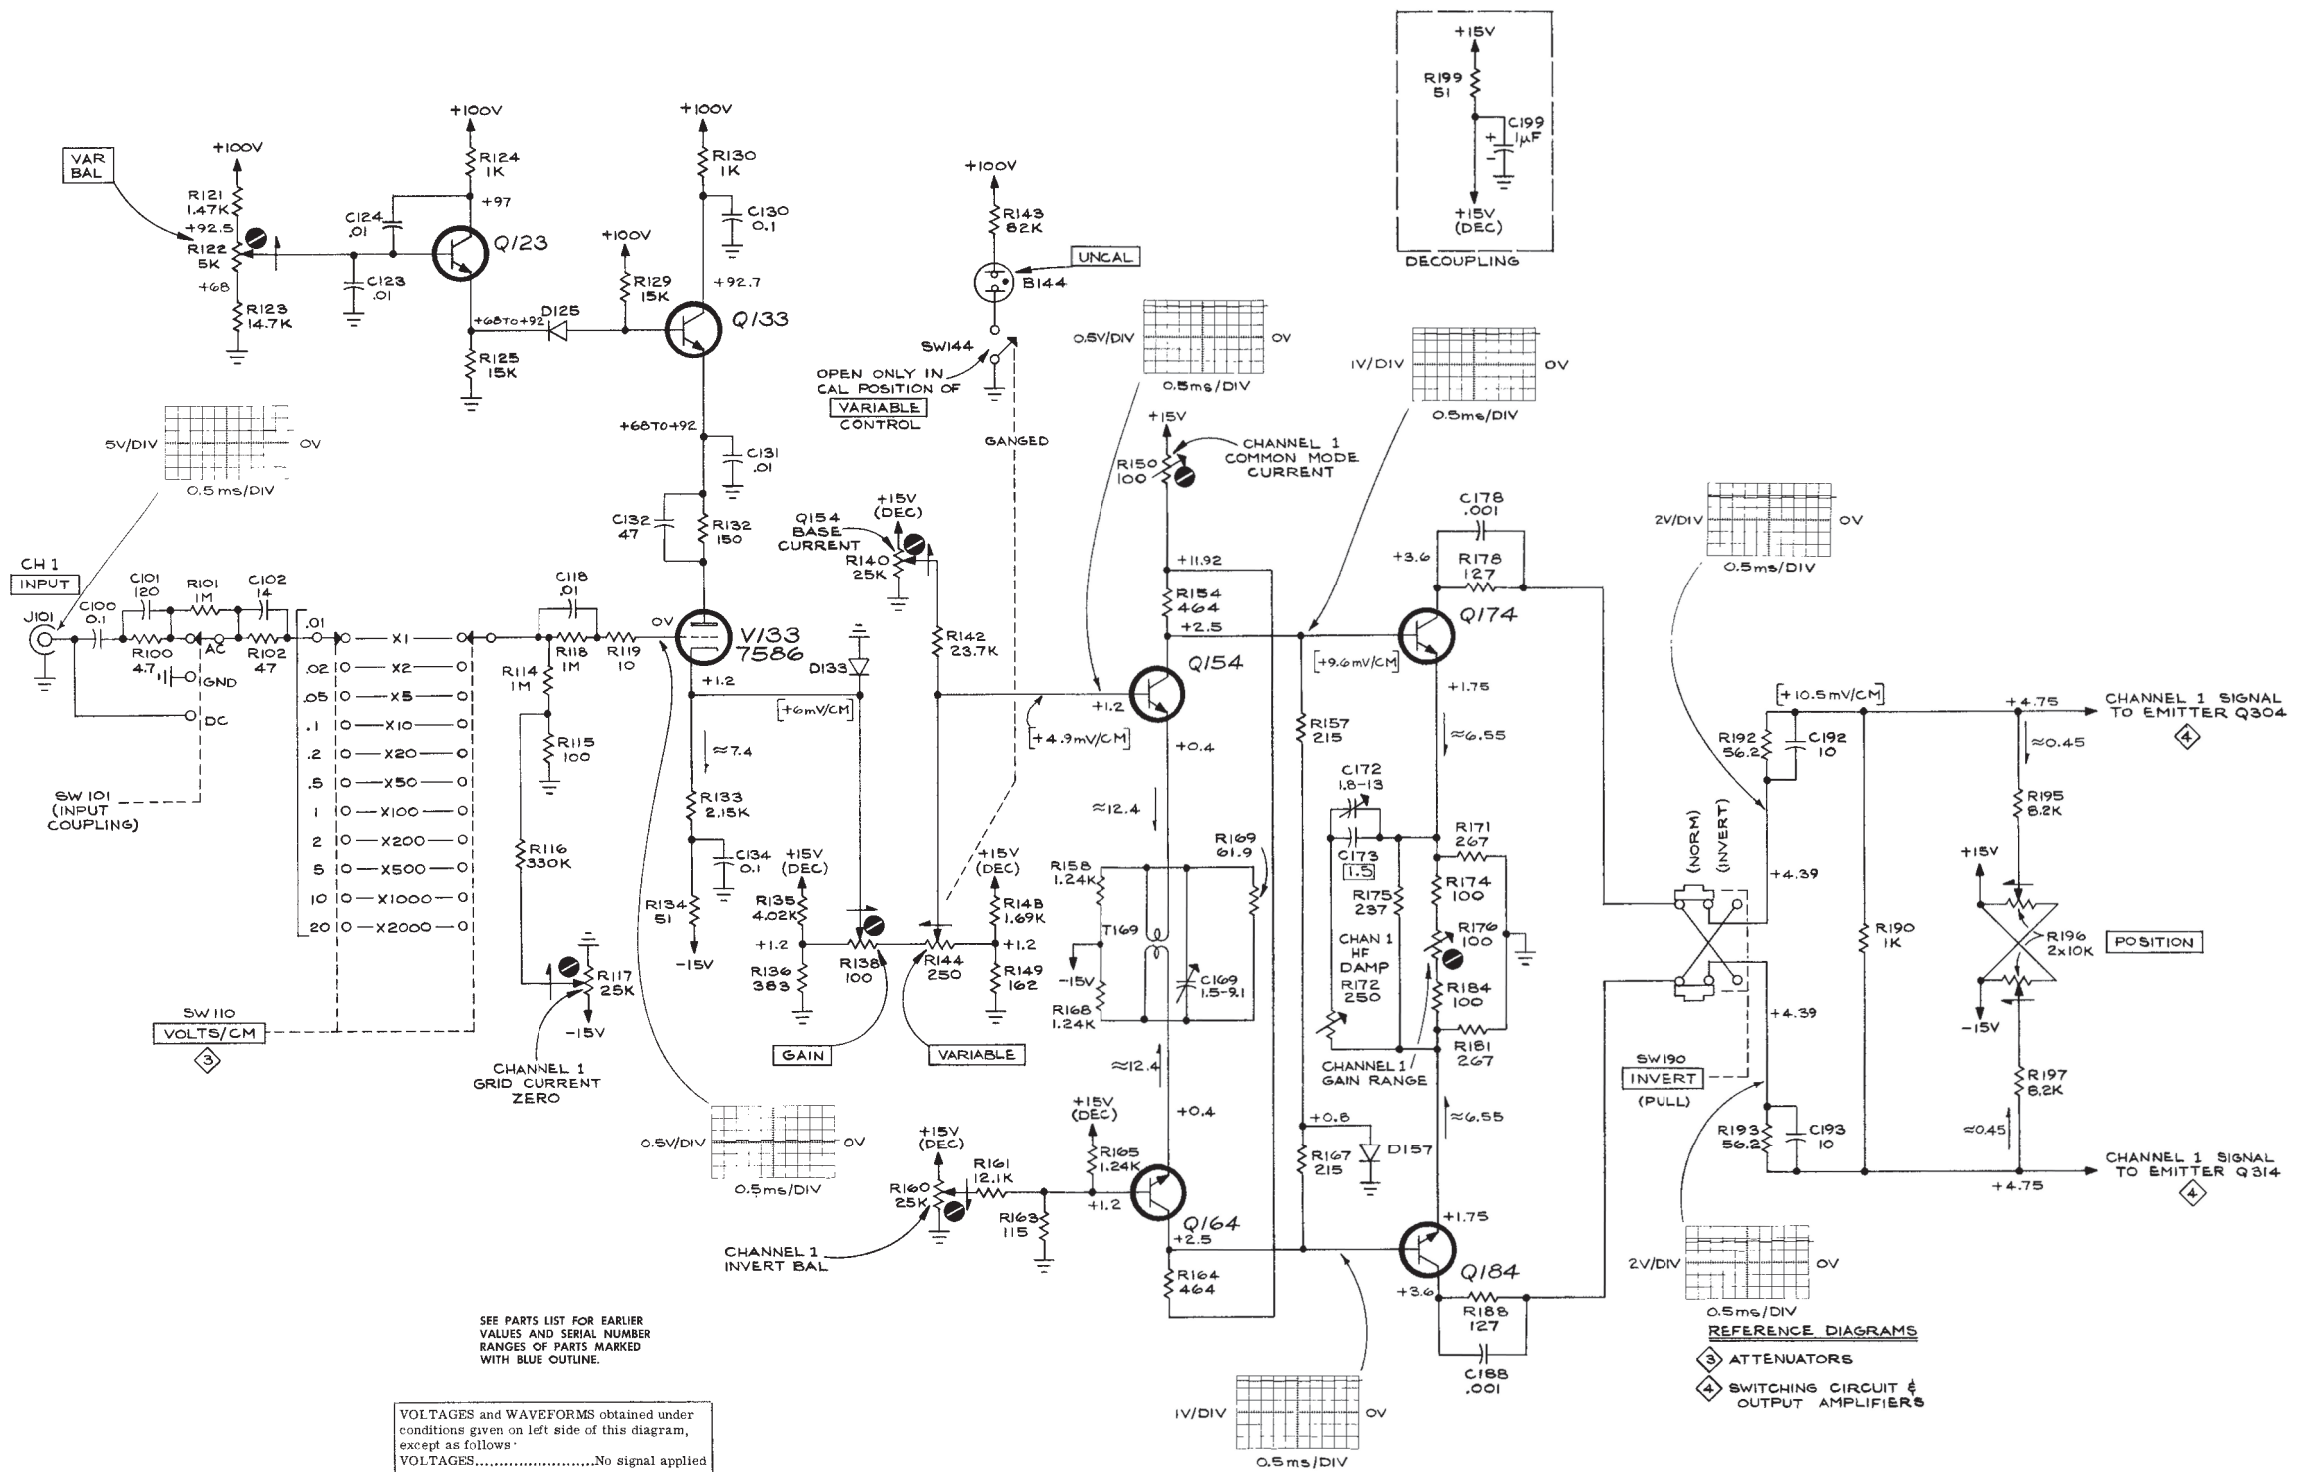 +15V
R199
51
C199
1µF
+
-
+15V
(DEC)
DECOUPLING
VAR
BAL
+100V
R121
1.47K
+92.5
R122
5K
+68
R123
14.7K
C124
.01
C123
.01
+100V
R124
1K
+97
Q123
+68 TO +92
D125
R125
15K
+100V
R129
15K
+100V
R130
1K
C130
0.1
+92.7
Q133
+68 TO +92
C131
.01
C132
47
R132
150
+100V
R143
82K
UNCAL
B144
SW144
OPEN ONLY IN
CAL POSITION OF
VARIABLE
CONTROL
GANGED
5V/DIV
0V
0.5ms/DIV
0.5V/DIV
0V
0.5ms/DIV
1V/DIV
0V
0.5ms/DIV
2V/DIV
0V
0.5ms/DIV
CH 1
INPUT
J101
C100
0.1
C101
120
R100
4.7
R101
1M
C102
14
R102
47
AC
GND
DC
SW101
(INPUT
COUPLING)
.01
X1
.02
X2
.05
X5
.1
X10
.2
X20
.5
X50
1
X100
2
X200
5
X500
10
X1000
20
X2000
SW110
VOLTS/CM
3
C118
.01
R118
1M
R119
10
R114
1M
R115
100
R116
330K
R117
25K
-15V
CHANNEL 1
GRID CURRENT
ZERO
0V
V133
7586
+1.2
D133
[+6mV/CM]
≈7.4
R133
2.15K
C134
0.1
R134
51
-15V
+15V
(DEC)
Q154
BASE
CURRENT
R140
25K
R142
23.7K
+15V
(DEC)
R135
4.02K
+1.2
R136
383
R138
100
R144
250
+15V
(DEC)
R148
1.69K
+1.2
R149
162
GAIN
VARIABLE
0.5V/DIV
0V
0.5ms/DIV
+15V
R150
100
CHANNEL 1
COMMON MODE
CURRENT
+11.92
R154
464
+2.5
Q154
+1.2
[+4.9mV/CM]
+0.4
≈12.4
R158
1.24K
R169
61.9
T169
-15V
R168
1.24K
C169
1.5-9.1
≈12.4
+0.4
+15V
(DEC)
R160
25K
R161
12.1K
R163
115
+15V
(DEC)
R165
1.24K
+1.2
CHANNEL 1
INVERT BAL
Q164
+2.5
R164
464
R157
215
+0.8
R167
215
D157
C178
.001
+3.6
R178
127
Q174
[+9.6mV/CM]
+1.75
≈6.55
C172
1.8-13
C173
1.5
R175
237
R171
267
R174
100
R176
100
CHAN 1
HF
DAMP
R172
250
R184
100
R181
267
CHANNEL 1
GAIN RANGE
≈6.55
+1.75
Q184
+3.6
R188
127
C188
.001
1V/DIV
0V
0.5ms/DIV
(NORM)
(INVERT)
SW190
INVERT
(PULL)
[+10.5mV/CM]
R192
56.2
C192
10
+4.39
R190
1K
+4.39
R193
56.2
C193
10
+4.75
CHANNEL 1 SIGNAL
TO EMITTER Q304
4
≈0.45
R195
8.2K
+15V
R196
2x10K
POSITION
-15V
R197
8.2K
≈0.45
+4.75
CHANNEL 1 SIGNAL
TO EMITTER Q314
4
2V/DIV
0V
0.5ms/DIV
REFERENCE DIAGRAMS
3 ATTENUATORS
4 SWITCHING CIRCUIT &
OUTPUT AMPLIFIERS
SEE PARTS LIST FOR EARLIER
VALUES AND SERIAL NUMBER
RANGES OF PARTS MARKED
WITH BLUE OUTLINE.
VOLTAGES and WAVEFORMS obtained under
conditions given on left side of this diagram,
except as follows:
VOLTAGES........................No signal applied